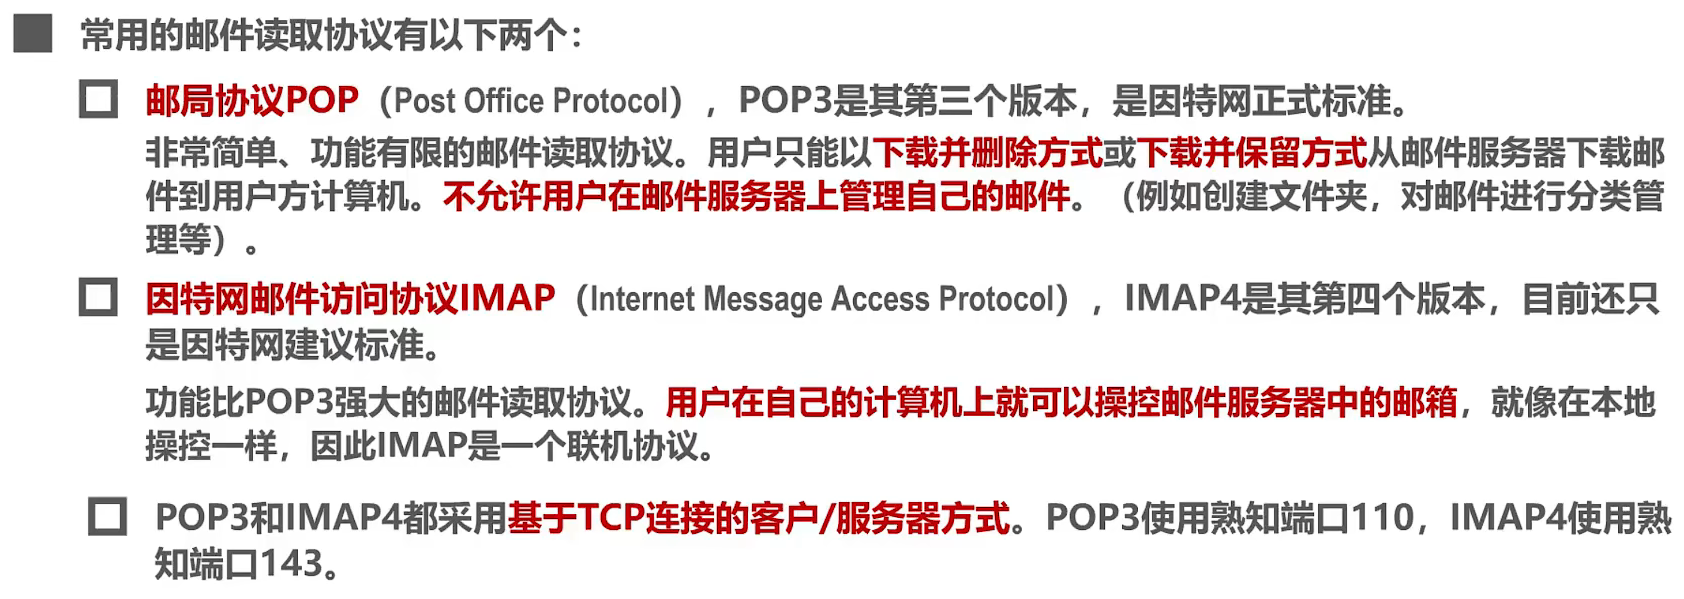 常用的邮件读取协议有以下两个：
邮局协议POP（Post Office Protocol），POP3是其第三个版本，是因特网正式标准。
非常简单、功能有限的邮件读取协议。用户只能以下载并删除方式或下载并保留方式从邮件服务器下载邮
件到用户方计算机。不允许用户在邮件服务器上管理自己的邮件。（例如创建文件夹，对邮件进行分类管
理等）。
因特网邮件访问协议IMAP（Internet Message Access Protocol），IMAP4是其第四个版本，目前还只
是因特网建议标准。
功能比POP3强大的邮件读取协议。用户在自己的计算机上就可以操控邮件服务器中的邮箱，就像在本地
操控一样，因此IMAP是一个联机协议。
POP3和IMAP4都采用基于TCP连接的客户/服务器方式。POP3使用熟知端口110，IMAP4使用熟
知端口143。